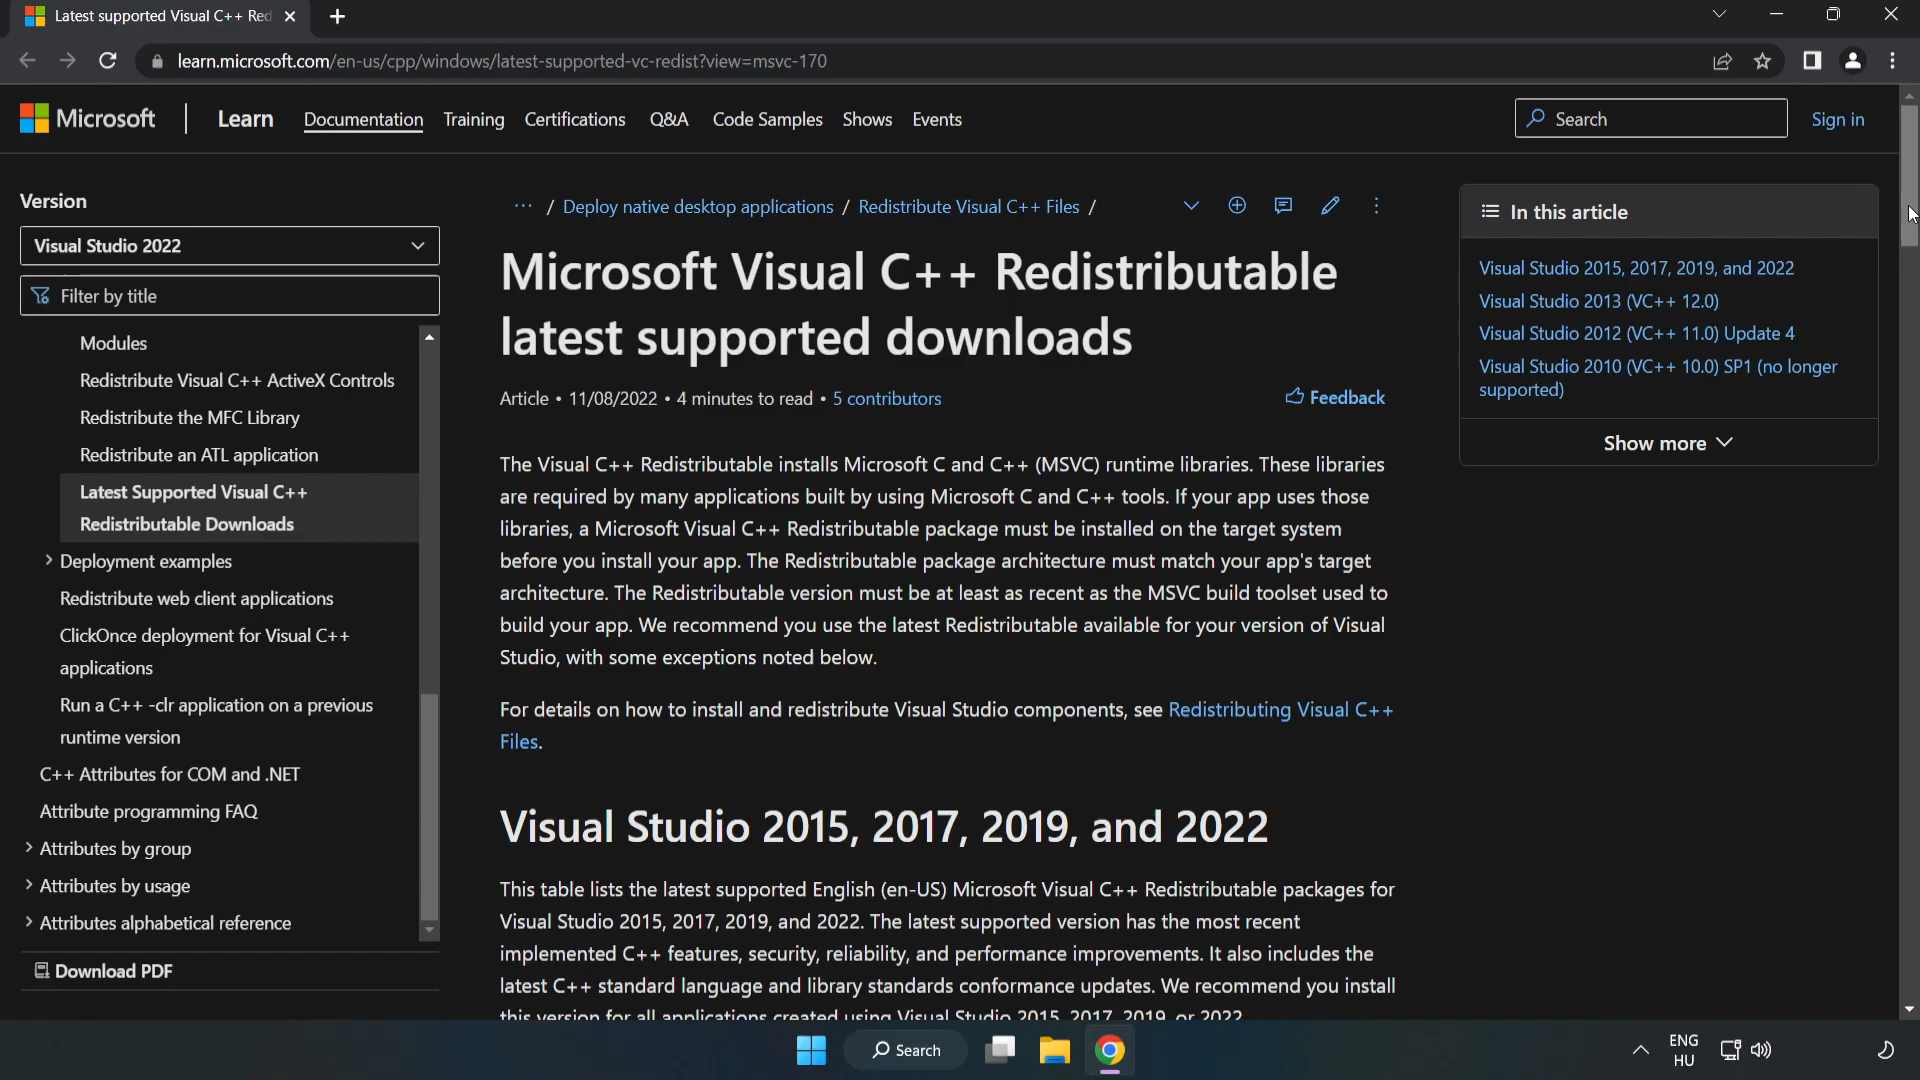 Latest supported Visual C++ Red
learn.microsoft.com/en-us/cpp/windows/latest-supported-vc-redist?view=msvc-170
Microsoft
Learn
Documentation
Training
Certifications
Q&A
Code Samples
Shows
Events
Search
Sign in
Version
Visual Studio 2022
Filter by title
Modules
Redistribute Visual C++ ActiveX Controls
Redistribute the MFC Library
Redistribute an ATL application
Latest Supported Visual C++
Redistributable Downloads
Deployment examples
Redistribute web client applications
ClickOnce deployment for Visual C++
applications
Run a C++ -clr application on a previous
runtime version
C++ Attributes for COM and .NET
Attribute programming FAQ
Attributes by group
Attributes by usage
Attributes alphabetical reference
Download PDF
··· / Deploy native desktop applications / Redistribute Visual C++ Files /
Microsoft Visual C++ Redistributable
latest supported downloads
Article • 11/08/2022 • 4 minutes to read • 5 contributors
Feedback
The Visual C++ Redistributable installs Microsoft C and C++ (MSVC) runtime libraries. These libraries
are required by many applications built by using Microsoft C and C++ tools. If your app uses those
libraries, a Microsoft Visual C++ Redistributable package must be installed on the target system
before you install your app. The Redistributable package architecture must match your app's target
architecture. The Redistributable version must be at least as recent as the MSVC build toolset used to
build your app. We recommend you use the latest Redistributable available for your version of Visual
Studio, with some exceptions noted below.
For details on how to install and redistribute Visual Studio components, see Redistributing Visual C++
Files.
Visual Studio 2015, 2017, 2019, and 2022
This table lists the latest supported English (en-US) Microsoft Visual C++ Redistributable packages for
Visual Studio 2015, 2017, 2019, and 2022. The latest supported version has the most recent
implemented C++ features, security, reliability, and performance improvements. It also includes the
latest C++ standard language and library standards conformance updates. We recommend you install
this version for all applications created using Visual Studio 2015, 2017, 2019, or 2022.
In this article
Visual Studio 2015, 2017, 2019, and 2022
Visual Studio 2013 (VC++ 12.0)
Visual Studio 2012 (VC++ 11.0) Update 4
Visual Studio 2010 (VC++ 10.0) SP1 (no longer
supported)
Show more
Search
ENG
HU